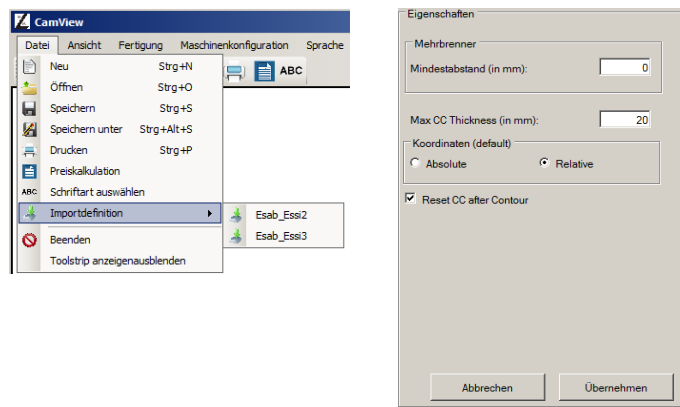 CamView
Datei Ansicht Fertigung Maschinenkonfiguration Sprache
Neu Strg+N
Öffnen Strg+O
Speichern Strg+S
Speichern unter Strg+Alt+S
Drucken Strg+P
Preiskalkulation
ABC Schriftart auswählen
Importdefinition
Beenden
Toolstrip anzeigenausblenden
ABC
Esab_Essi2
Esab_Essi3
Eigenschaften
Mehrbrenner
Mindestabstand (in mm): 0
Max CC Thickness (in mm): 20
Koordinaten (default)
Absolute Relative
Reset CC after Contour
Abbrechen Übernehmen